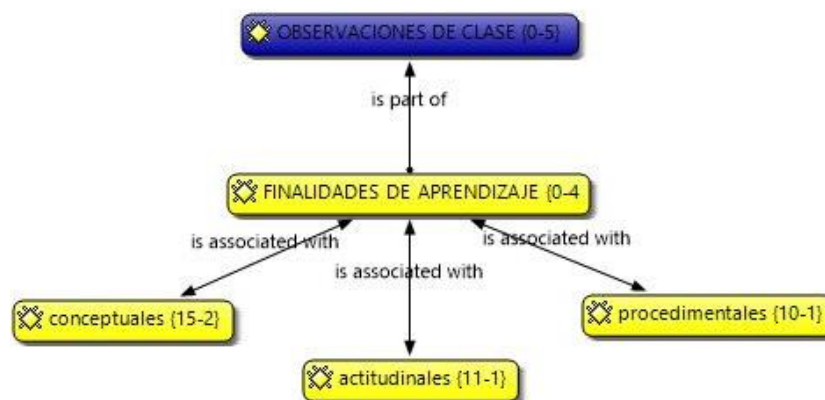 OBSERVACIONES DE CLASE {0-5}
is part of
FINALIDADES DE APRENDIZAJE {0-4
is associated with
is associated with
is associated with
conceptuales {15-2}
procedimentales {10-1}
actitudinales {11-1}